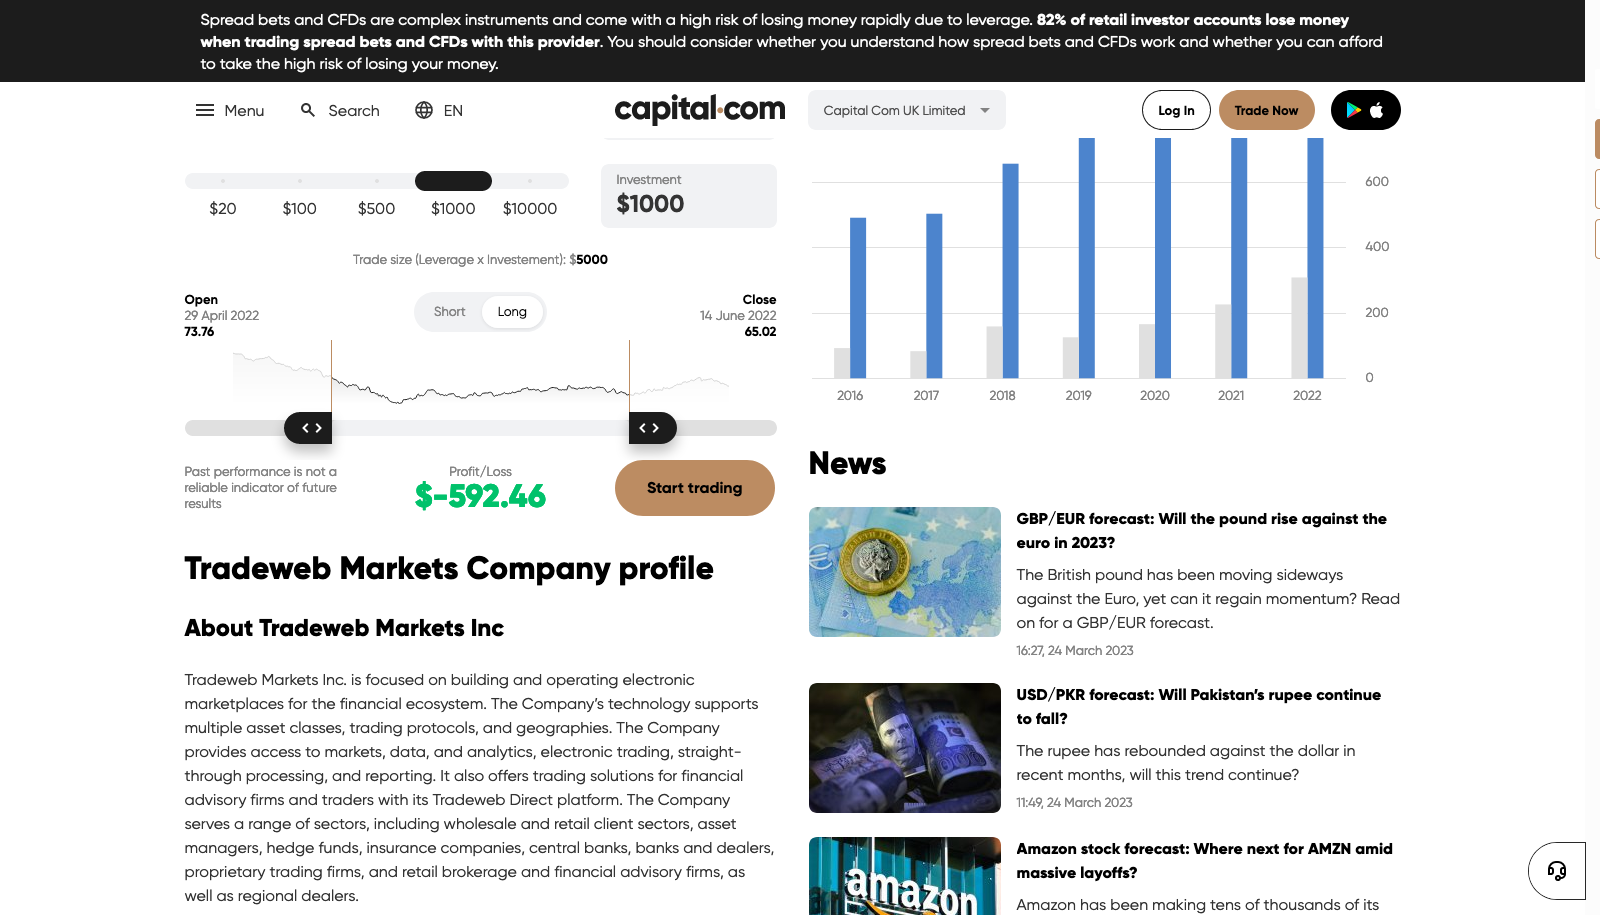 Spread bets and CFDs are complex instruments and come with a high risk of losing money rapidly due to leverage. 82% of retail investor accounts lose money
when trading spread bets and CFDs with this provider. You should consider whether you understand how spread bets and CFDs work and whether you can afford
to take the high risk of losing your money.
Menu
Search
EN
capital.com
Capital Com UK Limited
Log In
Trade Now
$20
$100
$500
$1000
$10000
Investment
$1000
Trade size (Leverage x Investement): $5000
Open
29 April 2022
73.76
Short
Long
Close
14 June 2022
65.02
Past performance is not a
reliable indicator of future
results
Profit/Loss
$-592.46
Start trading
Tradeweb Markets Company profile
About Tradeweb Markets Inc
Tradeweb Markets Inc. is focused on building and operating electronic
marketplaces for the financial ecosystem. The Company's technology supports
multiple asset classes, trading protocols, and geographies. The Company
provides access to markets, data, and analytics, electronic trading, straight-
through processing, and reporting. It also offers trading solutions for financial
advisory firms and traders with its Tradeweb Direct platform. The Company
serves a range of sectors, including wholesale and retail client sectors, asset
managers, hedge funds, insurance companies, central banks, banks and dealers,
proprietary trading firms, and retail brokerage and financial advisory firms, as
well as regional dealers.
600
400
200
0
2016
2017
2018
2019
2020
2021
2022
News
GBP/EUR forecast: Will the pound rise against the
euro in 2023?
The British pound has been moving sideways
against the Euro, yet can it regain momentum? Read
on for a GBP/EUR forecast.
16:27, 24 March 2023
USD/PKR forecast: Will Pakistan's rupee continue
to fall?
The rupee has rebounded against the dollar in
recent months, will this trend continue?
11:49, 24 March 2023
amazon
Amazon stock forecast: Where next for AMZN amid
massive layoffs?
Amazon has been making tens of thousands of its